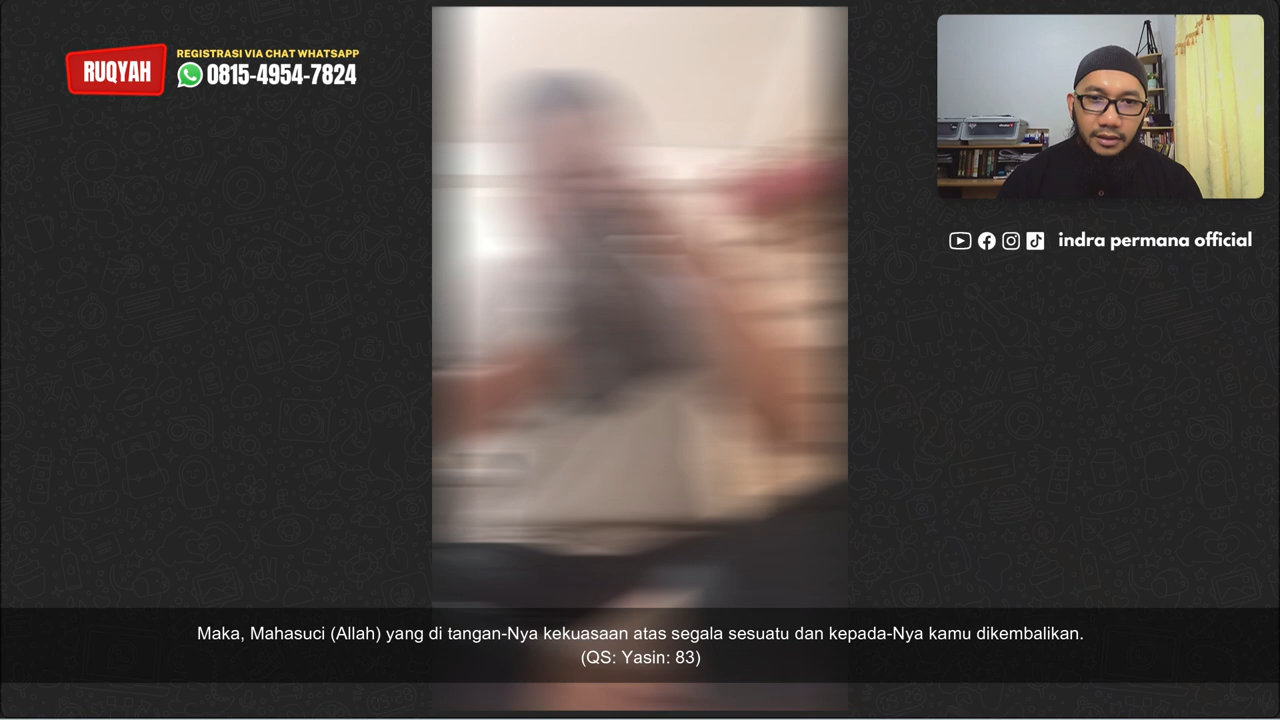 RUQYAH
REGISTRASI VIA CHAT WHATSAPP
0815-4954-7824
indra permana official
Maka, Mahasuci (Allah) yang di tangan-Nya kekuasaan atas segala sesuatu dan kepada-Nya kamu dikembalikan.
(QS: Yasin: 83)